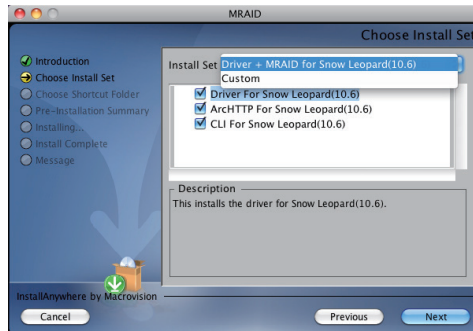 MRAID
Choose Install Set
Introduction
Choose Install Set
Choose Shortcut Folder
Pre-Installation Summary
Installing...
Install Complete
Message
Install Set
Driver + MRAID for Snow Leopard(10.6)
Custom
Driver For Snow Leopard(10.6)
ArcHTTP For Snow Leopard(10.6)
CLI For Snow Leopard(10.6)
Description
This installs the driver for Snow Leopard(10.6).
InstallAnywhere by Macrovision
Cancel
Previous
Next